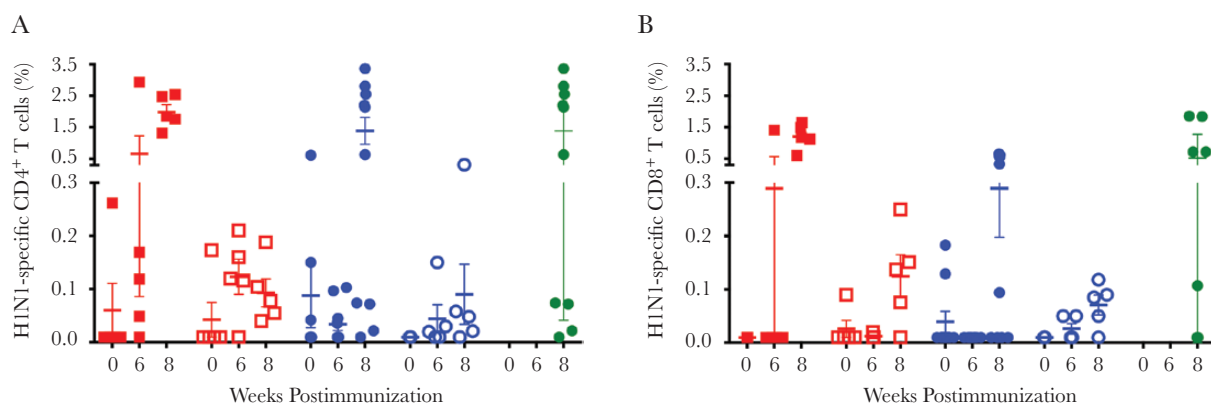 A
H1N1-specific CD4+ T cells (%)
3.5
2.5
1.5
0.5
0.3
0.2
0.1
0.0
0 6 8 0 6 8 0 6 8 0 6 8 0 6 8
Weeks Postimmunization
B
H1N1-specific CD8+ T cells (%)
3.5
2.5
1.5
0.5
0.3
0.2
0.1
0.0
0 6 8 0 6 8 0 6 8 0 6 8 0 6 8
Weeks Postimmunization